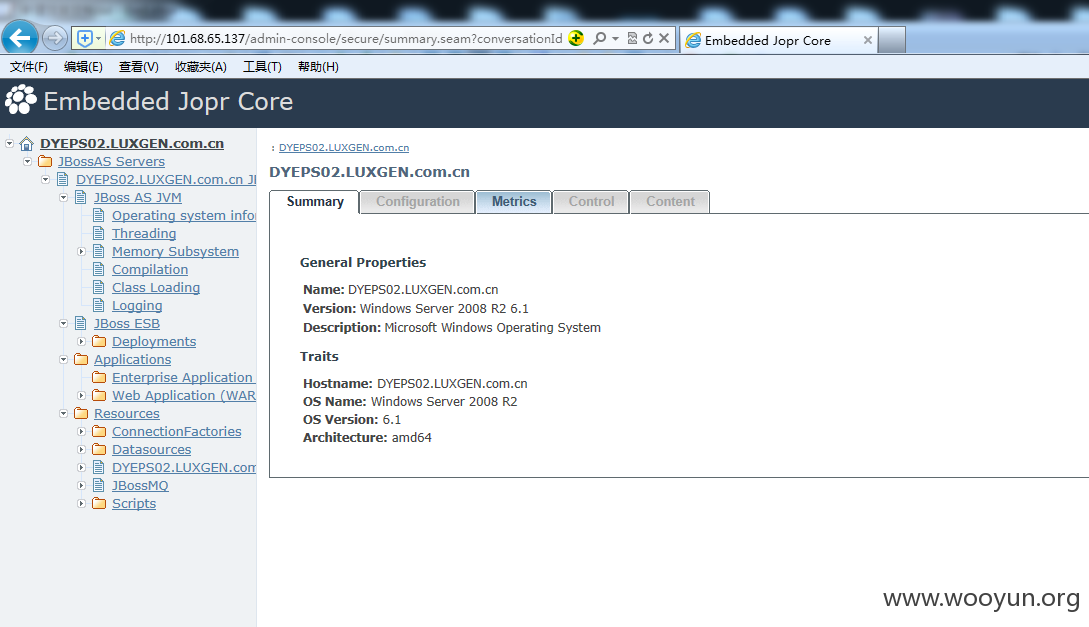 http://101.68.65.137/admin-console/secure/summary.seam?conversationId
Embedded Jopr Core
文件(F) 编辑(E) 查看(V) 收藏夹(A) 工具(T) 帮助(H)
Embedded Jopr Core
DYEPS02.LUXGEN.com.cn
JBossAS Servers
DYEPS02.LUXGEN.com.cn
JBoss AS JVM
Operating system info
Threading
Memory Subsystem
Compilation
Class Loading
Logging
JBoss ESB
Deployments
Applications
Enterprise Application
Web Application (WAR
Resources
ConnectionFactories
Datasources
DYEPS02.LUXGEN.com
JBossMQ
Scripts
: DYEPS02.LUXGEN.com.cn
DYEPS02.LUXGEN.com.cn
Summary Configuration Metrics Control Content
General Properties
Name: DYEPS02.LUXGEN.com.cn
Version: Windows Server 2008 R2 6.1
Description: Microsoft Windows Operating System
Traits
Hostname: DYEPS02.LUXGEN.com.cn
OS Name: Windows Server 2008 R2
OS Version: 6.1
Architecture: amd64
www.wooyun.org